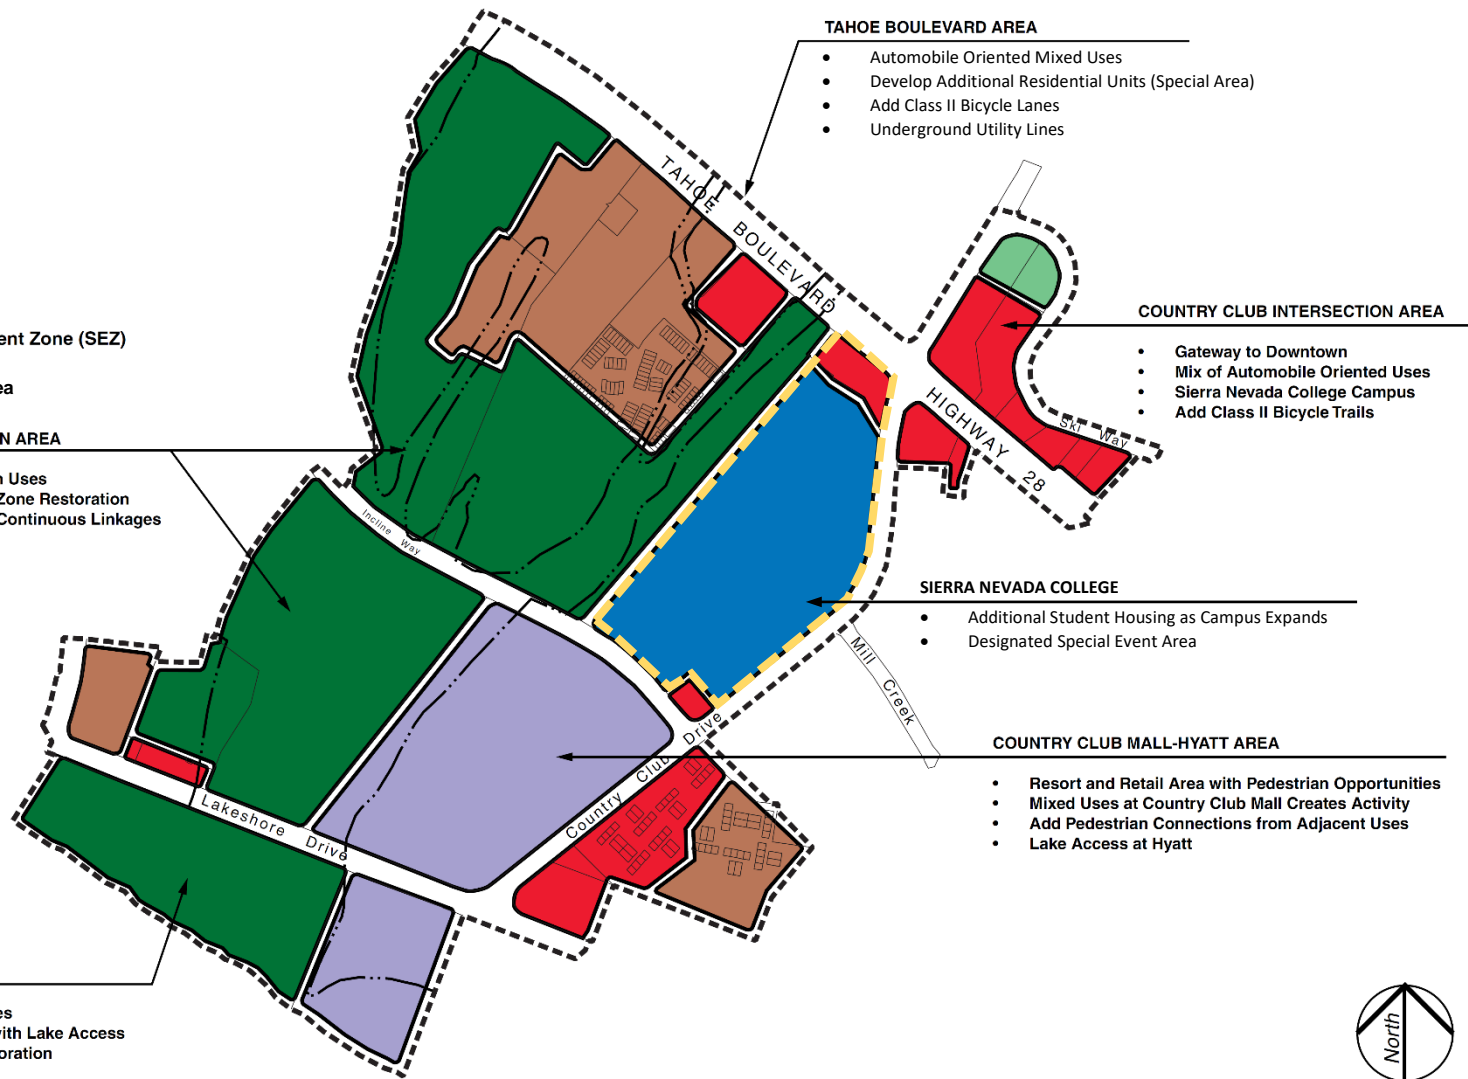 TAHOE BOULEVARD AREA
• Automobile Oriented Mixed Uses
• Develop Additional Residential Units (Special Area)
• Add Class II Bicycle Lanes
• Underground Utility Lines
TAHOE BOULEVARD
COUNTRY CLUB INTERSECTION AREA
• Gateway to Downtown
• Mix of Automobile Oriented Uses
• Sierra Nevada College Campus
• Add Class II Bicycle Trails
ent Zone (SEZ)
ea
N AREA
n Uses
Zone Restoration
Continuous Linkages
HIGHWAY 28
Ski Way
Incline Way
SIERRA NEVADA COLLEGE
• Additional Student Housing as Campus Expands
• Designated Special Event Area
Mill Creek
Country Club Drive
COUNTRY CLUB MALL-HYATT AREA
• Resort and Retail Area with Pedestrian Opportunities
• Mixed Uses at Country Club Mall Creates Activity
• Add Pedestrian Connections from Adjacent Uses
• Lake Access at Hyatt
Lakeshore Drive
es
with Lake Access
oration
North